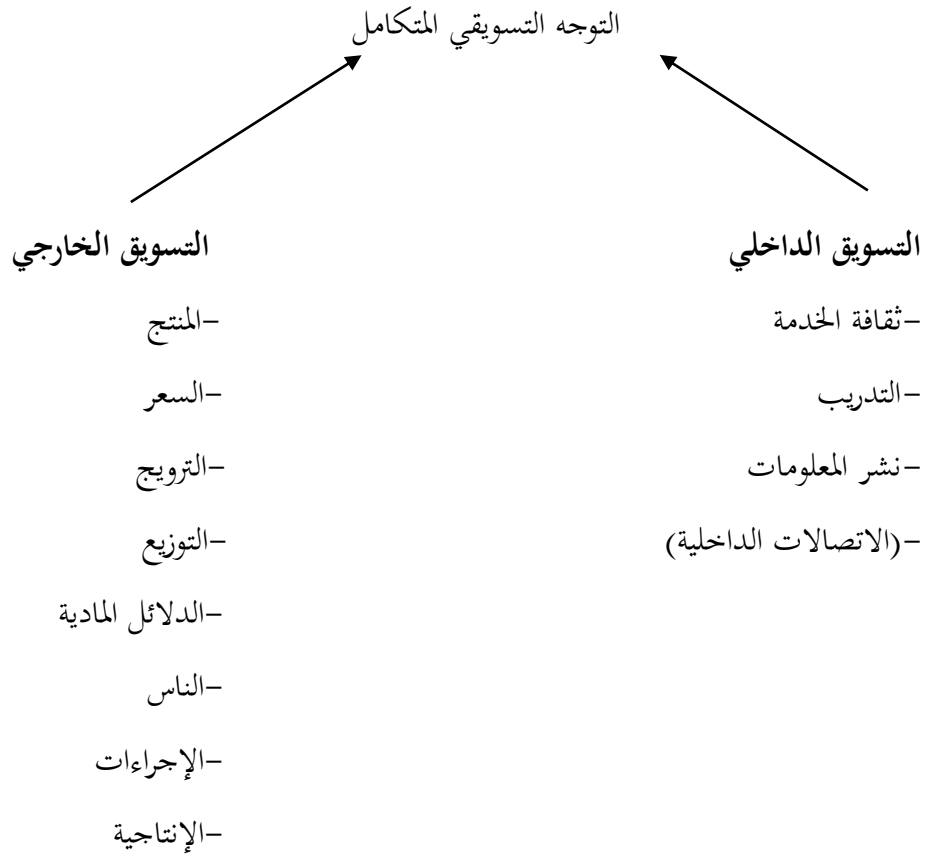 التوجه التسويقي المتكامل
التسويق الداخلي
-ثقافة الخدمة
-التدريب
-نشر المعلومات
-(الاتصالات الداخلية)
التسويق الخارجي
-المنتج
-السعر
-الترويج
-التوزيع
-الدلائل المادية
-الناس
-الإجراءات
-الإنتاجية